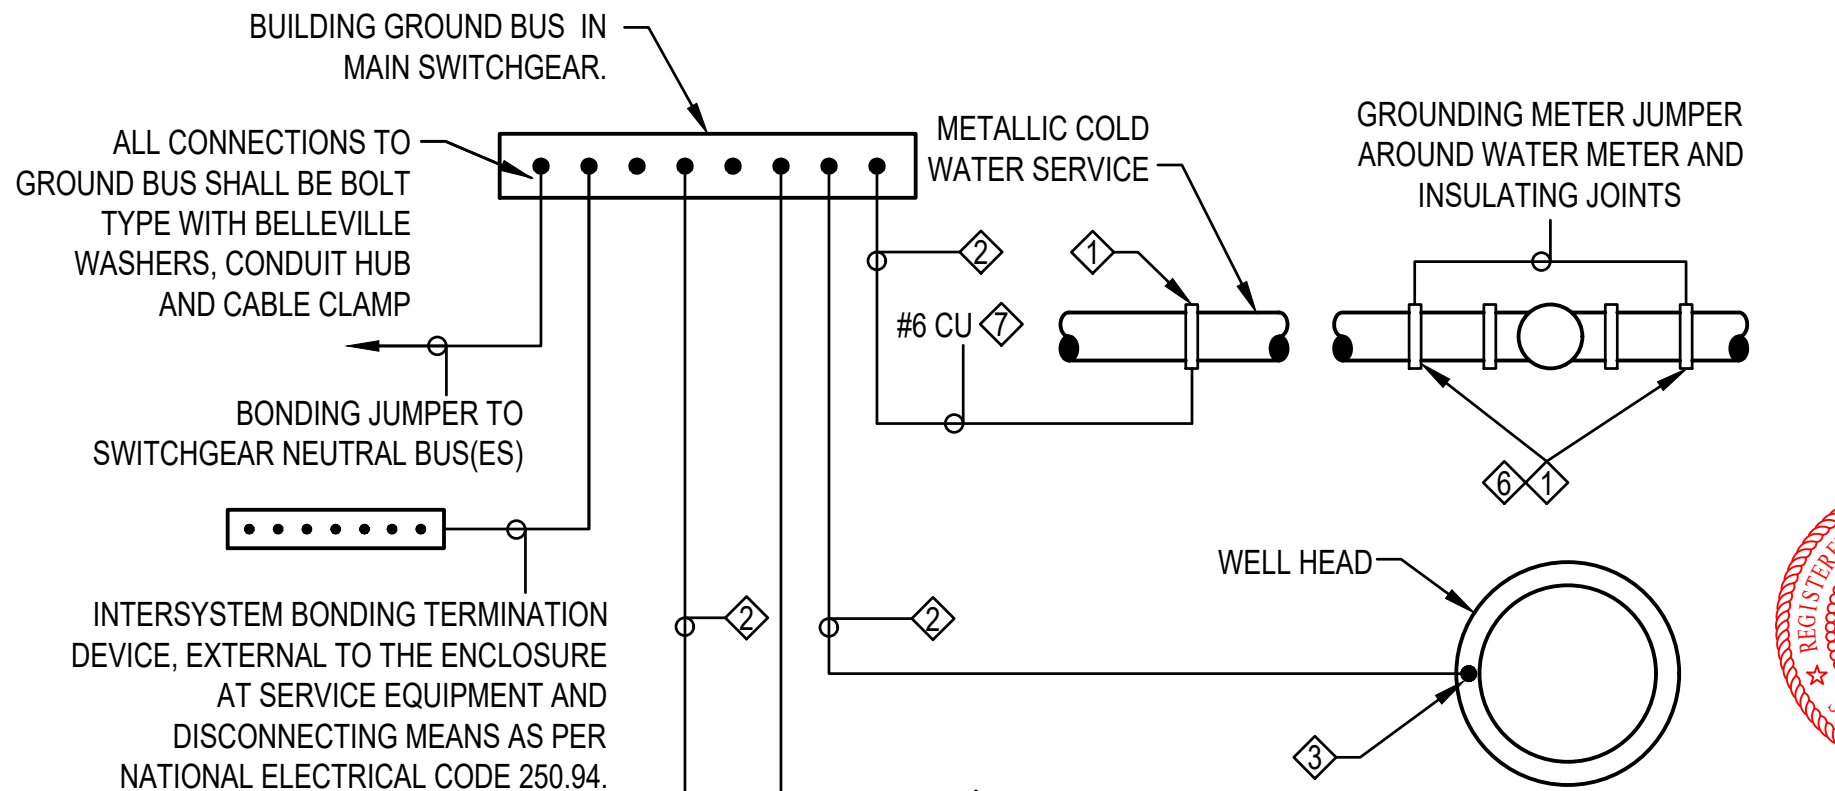 BUILDING GROUND BUS IN
MAIN SWITCHGEAR.
ALL CONNECTIONS TO
GROUND BUS SHALL BE BOLT
TYPE WITH BELLEVILLE
WASHERS, CONDUIT HUB
AND CABLE CLAMP
METALLIC COLD
WATER SERVICE
GROUNDING METER JUMPER
AROUND WATER METER AND
INSULATING JOINTS
2
1
#6 CU 7
BONDING JUMPER TO
SWITCHGEAR NEUTRAL BUS(ES)
6 1
WELL HEAD
INTERSYSTEM BONDING TERMINATION
DEVICE, EXTERNAL TO THE ENCLOSURE
AT SERVICE EQUIPMENT AND
DISCONNECTING MEANS AS PER
NATIONAL ELECTRICAL CODE 250.94.
2
2
3